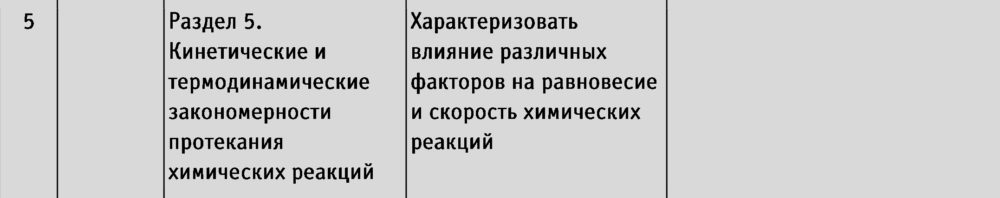 5
Раздел 5.
Кинетические и
термодинамические
закономерности
протекания
химических реакций
Характеризовать
влияние различных
факторов на равновесие
и скорость химических
реакций